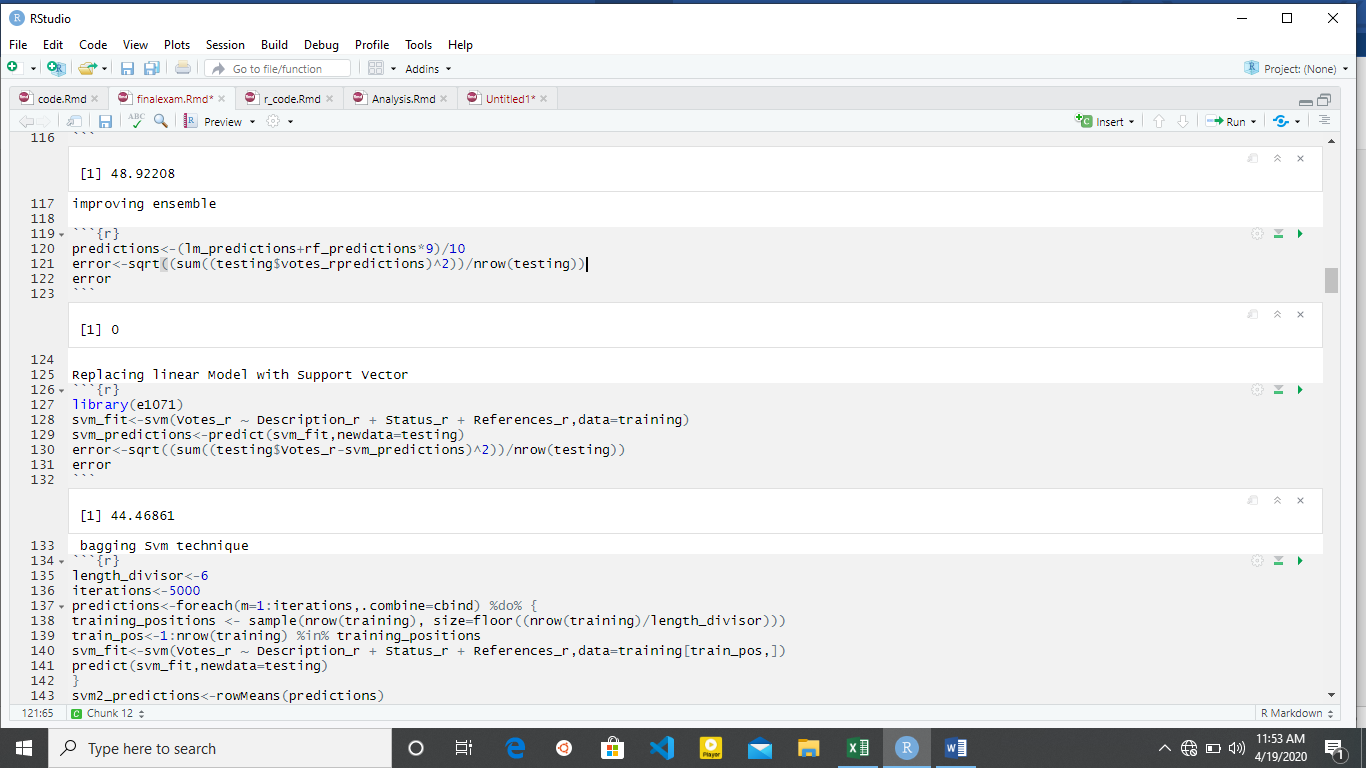 RStudio
File Edit Code View Plots Session Build Debug Profile Tools Help
Go to file/function Addins Project: (None)
code.Rmd finalexam.Rmd* r_code.Rmd Analysis.Rmd Untitled1*
ABC Preview Insert Run
116 ```
[1] 48.92208
117 improving ensemble
118
119 ```{r}
120 predictions<-(lm_predictions+rf_predictions*9)/10
121 error<-sqrt((sum((testing$votes_rpredictions)^2))/nrow(testing))
122 error
123 ```
[1] 0
124
125 Replacing linear Model with Support Vector
126 ```{r}
127 library(e1071)
128 svm_fit<-svm(Votes_r ~ Description_r + Status_r + References_r,data=training)
129 svm_predictions<-predict(svm_fit,newdata=testing)
130 error<-sqrt((sum((testing$Votes_r-svm_predictions)^2))/nrow(testing))
131 error
132 ```
[1] 44.46861
133 bagging Svm technique
134 ```{r}
135 length_divisor<-6
136 iterations<-5000
137 predictions<-foreach(m=1:iterations,.combine=cbind) %do% {
138 training_positions <- sample(nrow(training), size=floor((nrow(training)/length_divisor)))
139 train_pos<-1:nrow(training) %in% training_positions
140 svm_fit<-svm(Votes_r ~ Description_r + Status_r + References_r,data=training[train_pos,])
141 predict(svm_fit,newdata=testing)
142 }
143 svm2_predictions<-rowMeans(predictions)
121:65 C Chunk 12 R Markdown
Type here to search
Player
11:53 AM
4/19/2020
1